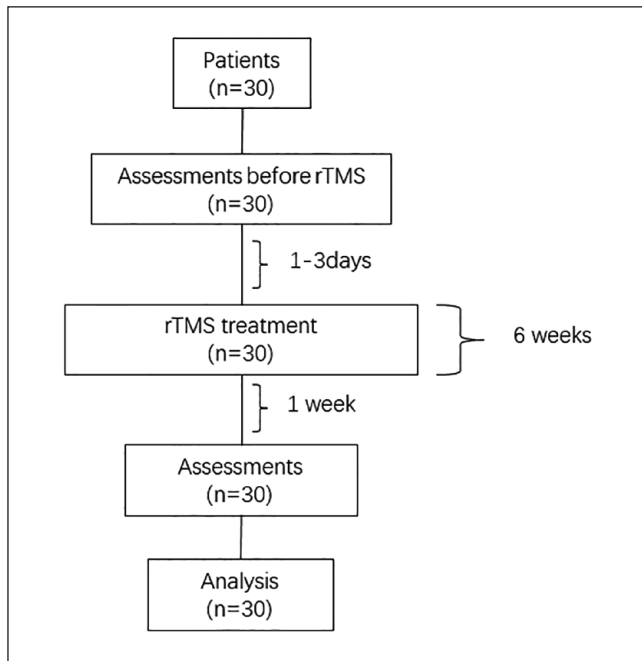 Patients
(n=30)
Assessments before rTMS
(n=30)
1-3days
rTMS treatment
(n=30)
6 weeks
1 week
Assessments
(n=30)
Analysis
(n=30)